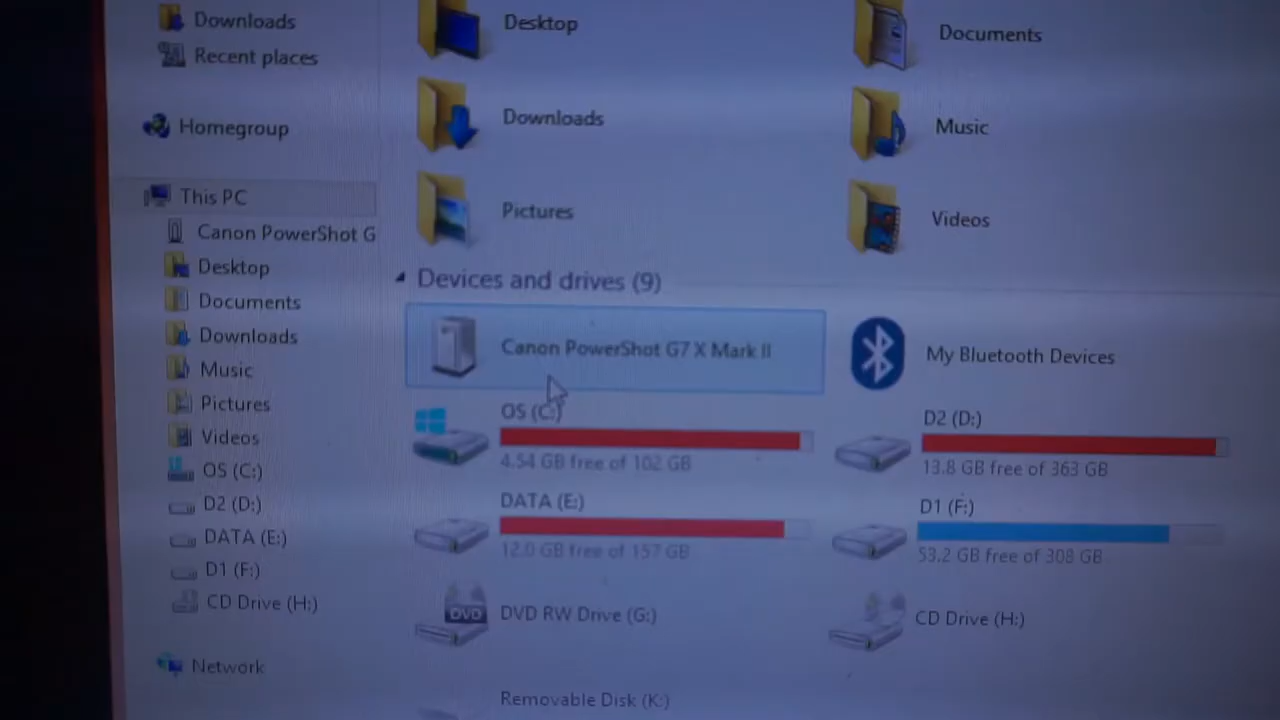 Downloads
Recent places
Homegroup
This PC
Canon PowerShot G
Desktop
Documents
Downloads
Music
Pictures
Videos
OS (C:)
D2 (D:)
DATA (E:)
D1 (F:)
CD Drive (H:)
Network
Desktop
Documents
Downloads
Music
Pictures
Videos
Devices and drives (9)
Canon PowerShot G7 X Mark II
My Bluetooth Devices
OS (C:)
4.54 GB free of 102 GB
D2 (D:)
13.8 GB free of 363 GB
DATA (E:)
12.0 GB free of 157 GB
D1 (F:)
53.2 GB free of 308 GB
DVD
DVD RW Drive (G:)
CD Drive (H:)
Removable Disk (K:)